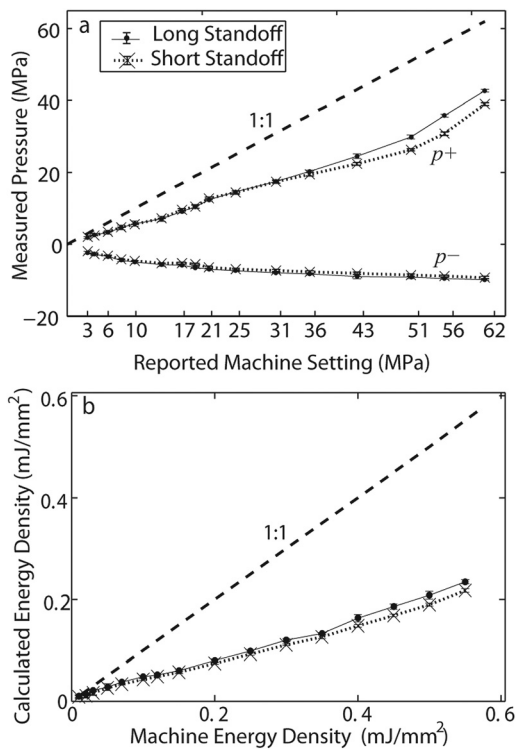 a
Long Standoff
Short Standoff
1:1
p+
p−
60
40
20
0
−20
Measured Pressure (MPa)
3 6 10 17 21 25 31 36 43 51 56 62
Reported Machine Setting (MPa)
b
1:1
0.6
0.4
0.2
0
Calculated Energy Density (mJ/mm²)
0 0.2 0.4 0.6
Machine Energy Density (mJ/mm²)